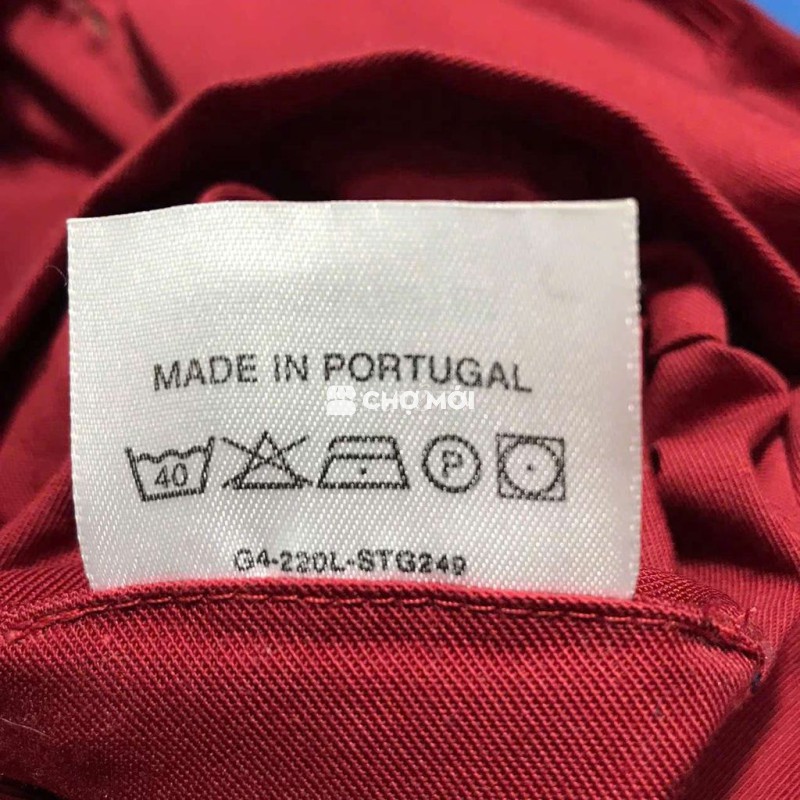 MADE IN PORTUGAL
CHỢ MỚI
40 P
G4-220L-STG249